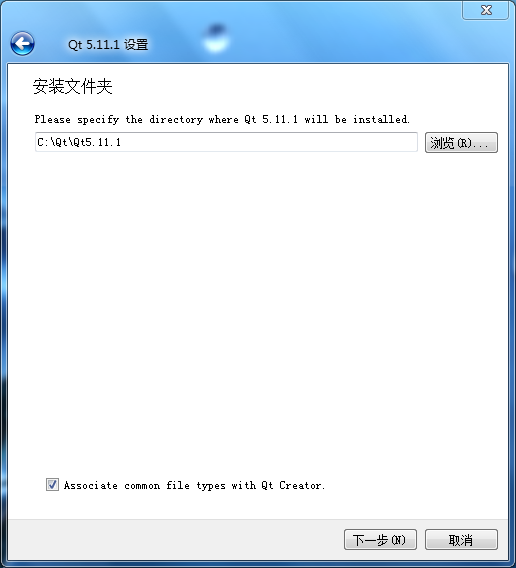 Qt 5.11.1 设置
安装文件夹
Please specify the directory where Qt 5.11.1 will be installed.
C:\Qt\Qt5.11.1
浏览(R)...
Associate common file types with Qt Creator.
下一步(N)
取消